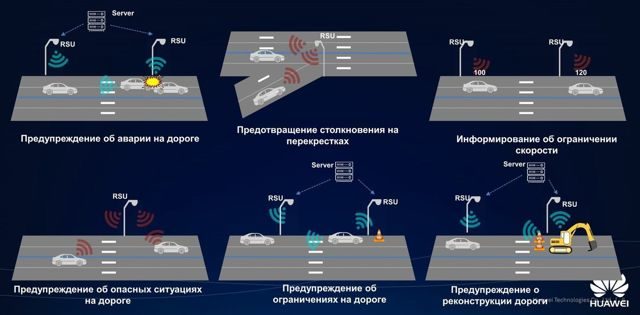 Server
RSU
RSU
Предупреждение об аварии на дороге
RSU
Предотвращение столкновения на
перекрестках
RSU
RSU
100
120
Информирование об ограничении
скорости
RSU
Предупреждение об опасных ситуациях
на дороге
Server
RSU
RSU
Предупреждение об
ограничениях на дороге
Server
RSU
RSU
Предупреждение о
реконструкции дороги
Technologies
HUAWEI